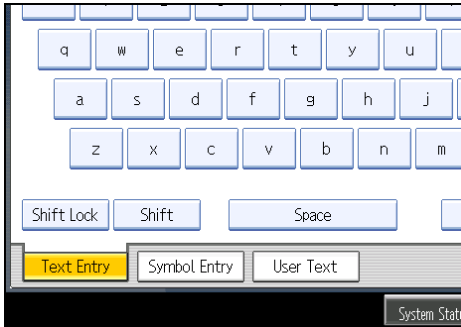 q w e r t y u
a s d f g h j
z x c v b n m
Shift Lock Shift Space
Text Entry Symbol Entry User Text